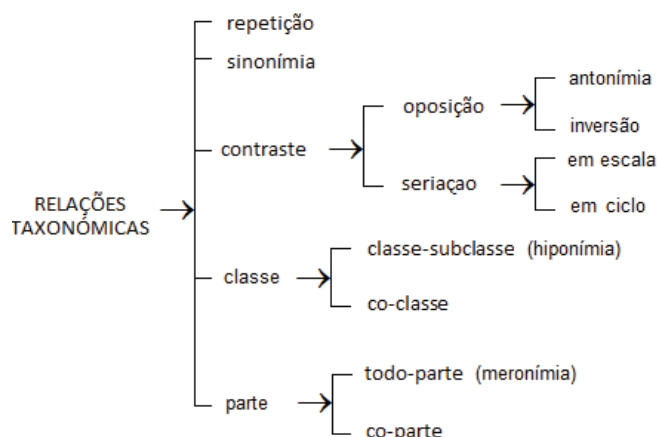 repetição
sinonímia
contraste
oposição
antonímia
inversão
seriaçao
em escala
em ciclo
RELAÇÕES
TAXONÓMICAS
classe
classe-subclasse (hiponímia)
co-classe
parte
todo-parte (meronímia)
co-parte